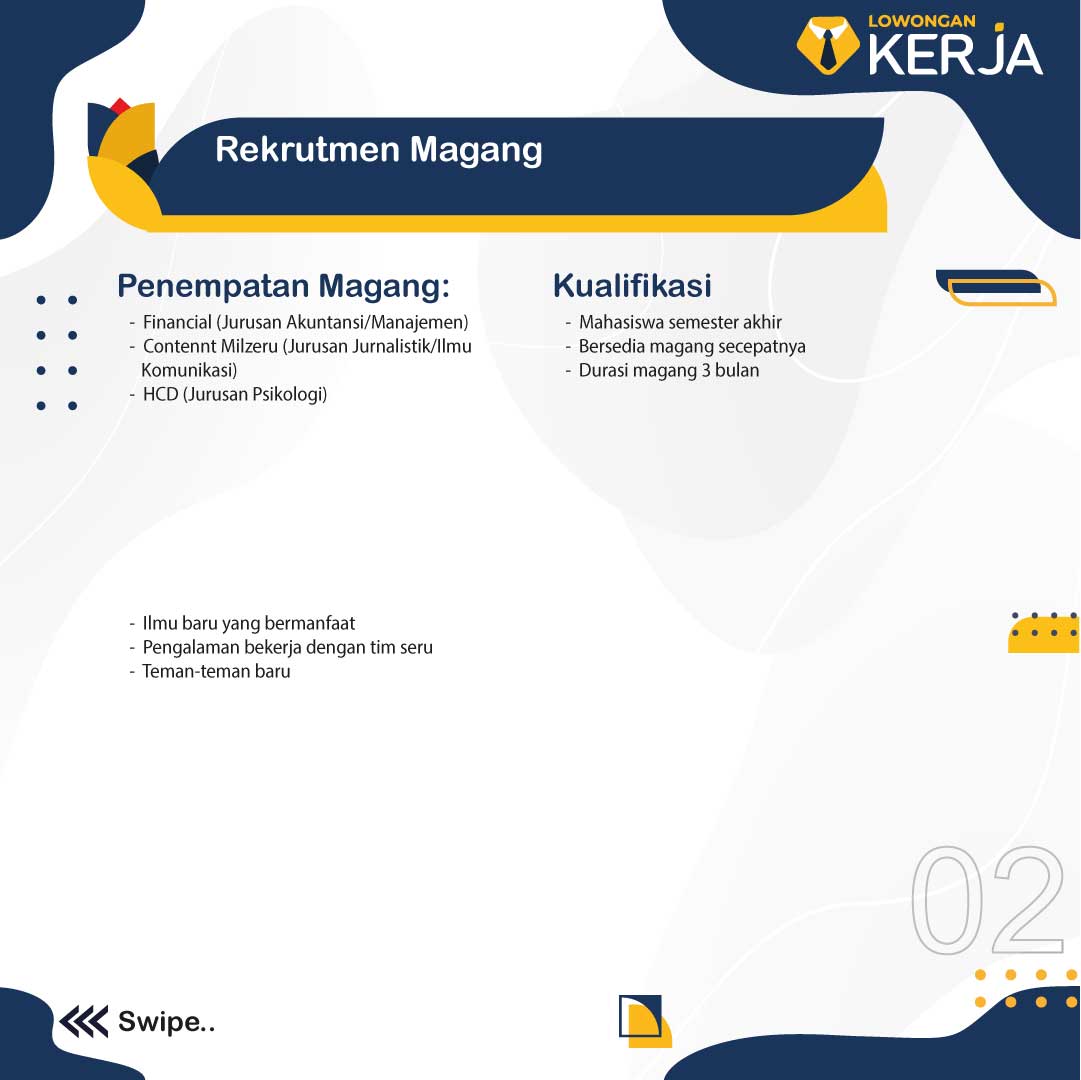 LOWONGAN
KERJA
Rekrutmen Magang
Penempatan Magang:
- Financial (Jurusan Akuntansi/Manajemen)
- Contennt Milzeru (Jurusan Jurnalistik/Ilmu
Komunikasi)
- HCD (Jurusan Psikologi)
Kualifikasi
- Mahasiswa semester akhir
- Bersedia magang secepatnya
- Durasi magang 3 bulan
- Ilmu baru yang bermanfaat
- Pengalaman bekerja dengan tim seru
- Teman-teman baru
02
Swipe..